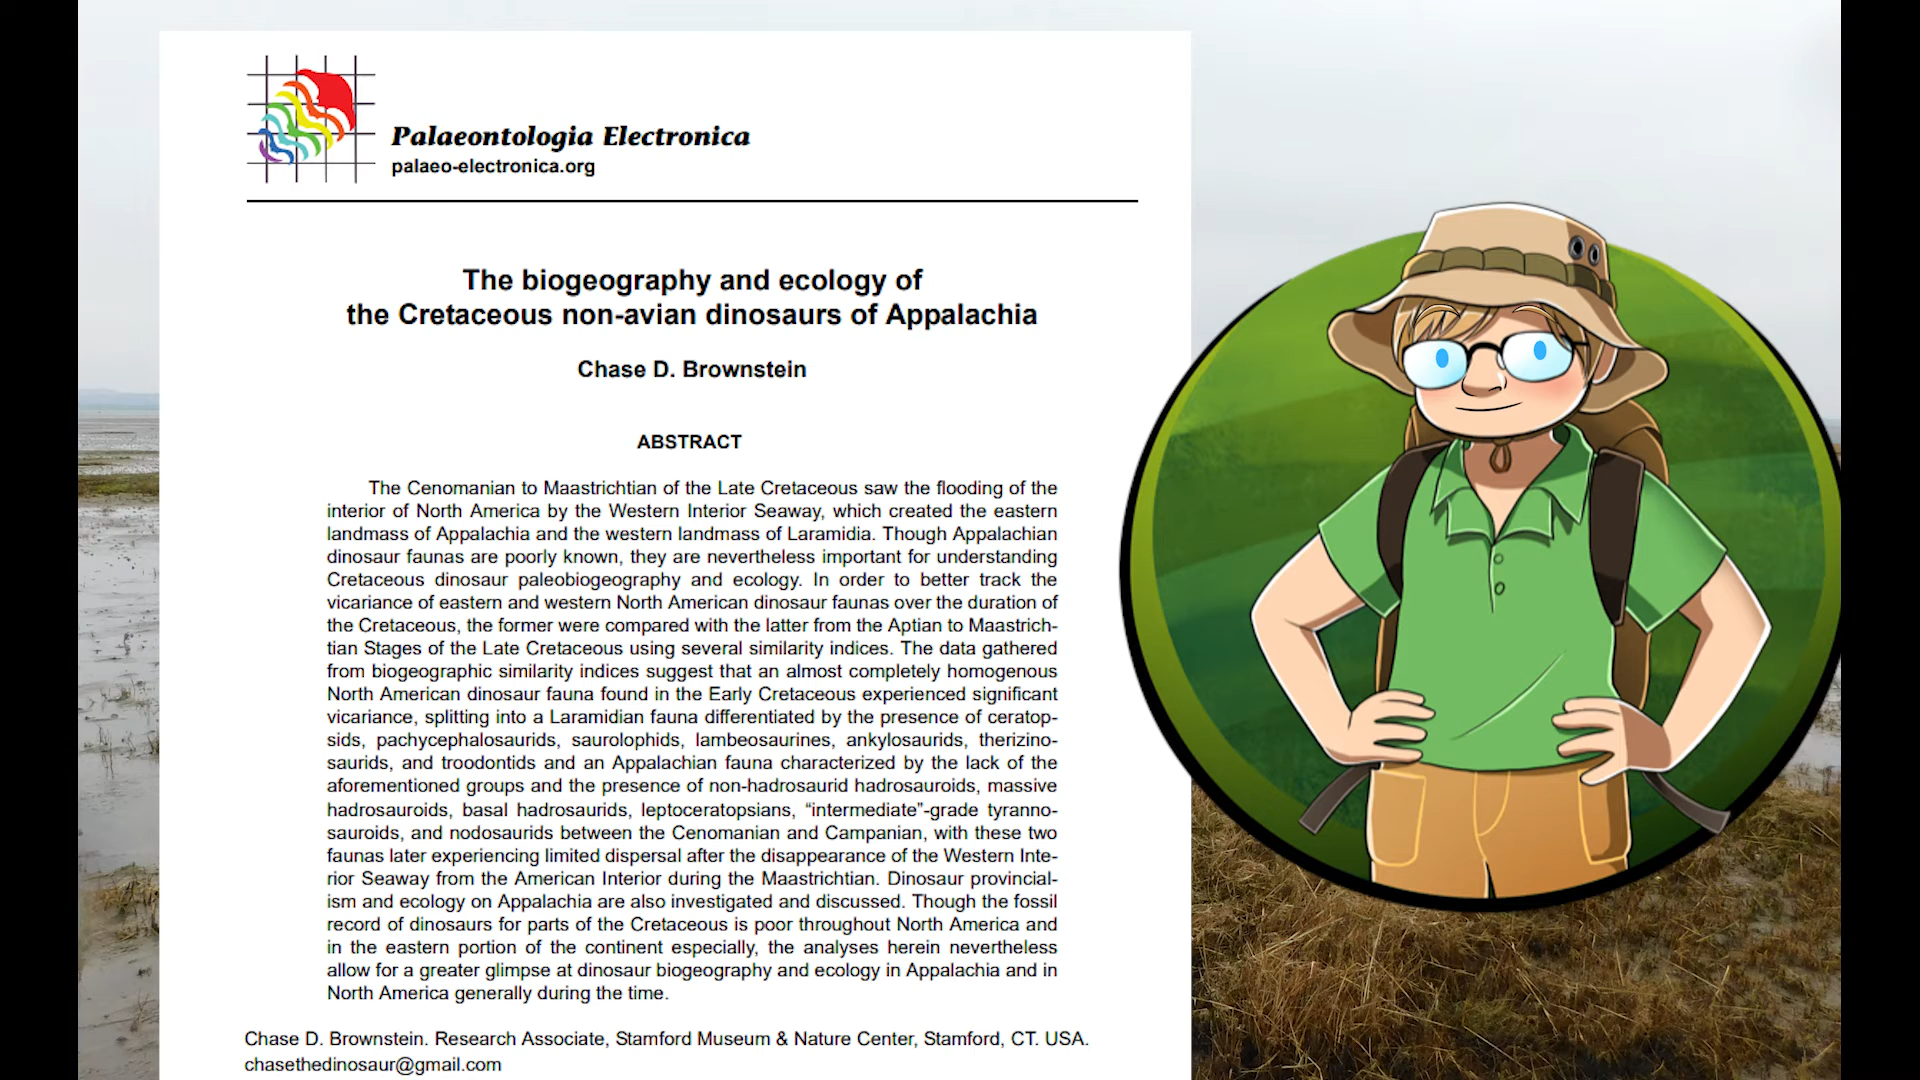 Palaeontologia Electronica
palaeo-electronica.org
The biogeography and ecology of
the Cretaceous non-avian dinosaurs of Appalachia
Chase D. Brownstein
ABSTRACT
The Cenomanian to Maastrichtian of the Late Cretaceous saw the flooding of the
interior of North America by the Western Interior Seaway, which created the eastern
landmass of Appalachia and the western landmass of Laramidia. Though Appalachian
dinosaur faunas are poorly known, they are nevertheless important for understanding
Cretaceous dinosaur paleobiogeography and ecology. In order to better track the
vicariance of eastern and western North American dinosaur faunas over the duration of
the Cretaceous, the former were compared with the latter from the Aptian to Maastrich-
tian Stages of the Late Cretaceous using several similarity indices. The data gathered
from biogeographic similarity indices suggest that an almost completely homogenous
North American dinosaur fauna found in the Early Cretaceous experienced significant
vicariance, splitting into a Laramidian fauna differentiated by the presence of ceratop-
sids, pachycephalosaurids, saurolophids, lambeosaurines, ankylosaurids, therizino-
saurids, and troodontids and an Appalachian fauna characterized by the lack of the
aforementioned groups and the presence of non-hadrosaurid hadrosauroids, massive
hadrosauroids, basal hadrosaurids, leptoceratopsians, “intermediate”-grade tyranno-
sauroids, and nodosaurids between the Cenomanian and Campanian, with these two
faunas later experiencing limited dispersal after the disappearance of the Western Inte-
rior Seaway from the American Interior during the Maastrichtian. Dinosaur provincial-
ism and ecology on Appalachia are also investigated and discussed. Though the fossil
record of dinosaurs for parts of the Cretaceous is poor throughout North America and
in the eastern portion of the continent especially, the analyses herein nevertheless
allow for a greater glimpse at dinosaur biogeography and ecology in Appalachia and in
North America generally during the time.
Chase D. Brownstein. Research Associate, Stamford Museum & Nature Center, Stamford, CT. USA.
chasethedinosaur@gmail.com